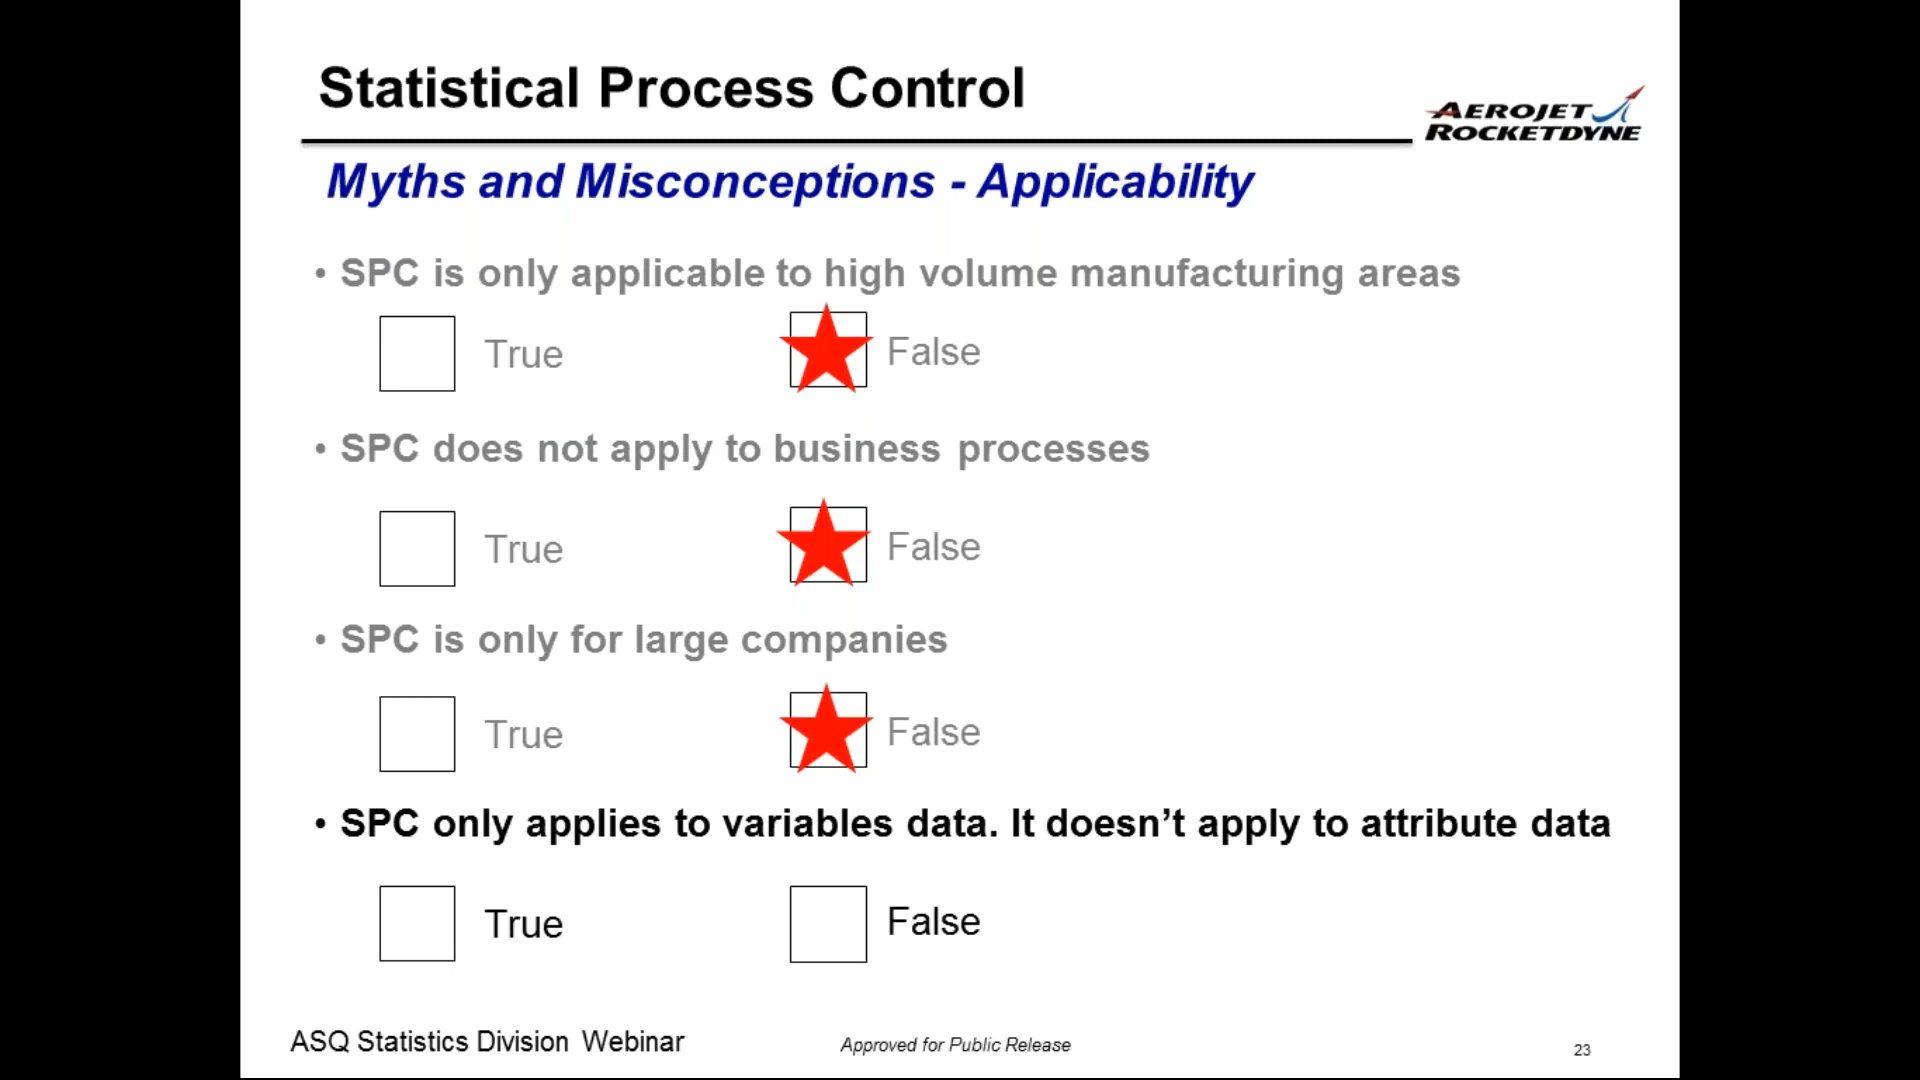 Statistical Process Control
AEROJET
ROCKETDYNE
Myths and Misconceptions - Applicability
• SPC is only applicable to high volume manufacturing areas
True False
• SPC does not apply to business processes
True False
• SPC is only for large companies
True False
• SPC only applies to variables data. It doesn’t apply to attribute data
True False
ASQ Statistics Division Webinar Approved for Public Release 23